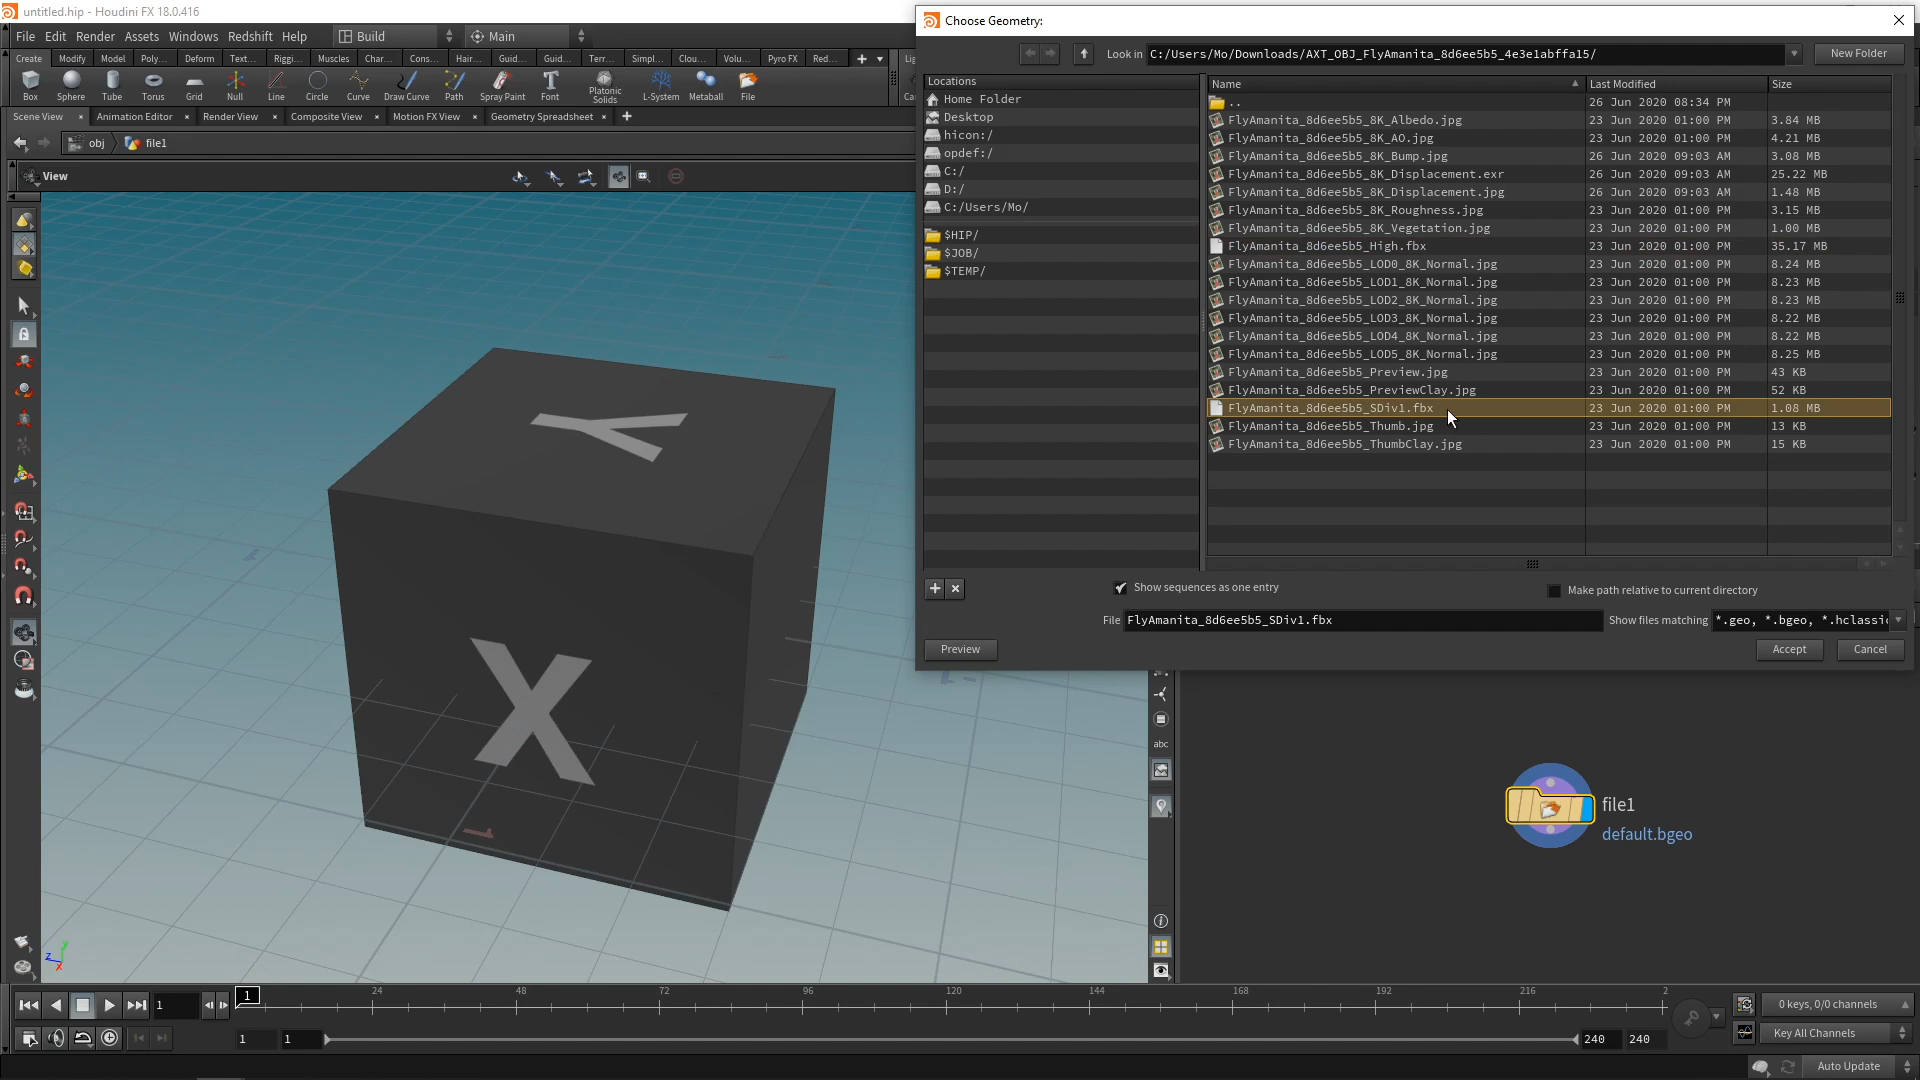 untitled.hip - Houdini FX 18.0.416
File Edit Render Assets Windows Redshift Help Build Main
Create Modify Model Poly... Deform Text... Riggi... Muscles Char... Cons... Hair... Guid... Guid... Terr... Simpl... Clou... Volu... Pyro FX Red...
Box Sphere Tube Torus Grid Null Line Circle Curve Draw Curve Path Spray Paint Font Platonic Solids L-System Metaball File
Scene View Animation Editor Render View Composite View Motion FX View Geometry Spreadsheet
obj file1
View
Y
X
Choose Geometry:
Look in C:/Users/Mo/Downloads/AXT_OBJ_FlyAmanita_8d6ee5b5_4e3e1abffa15/ New Folder
Locations
Home Folder
Desktop
hicon:/
opdef:/
C:/
D:/
C:/Users/Mo/
$HIP/
$JOB/
$TEMP/
Name Last Modified Size
.. 26 Jun 2020 08:34 PM
FlyAmanita_8d6ee5b5_8K_Albedo.jpg 23 Jun 2020 01:00 PM 3.84 MB
FlyAmanita_8d6ee5b5_8K_AO.jpg 23 Jun 2020 01:00 PM 4.21 MB
FlyAmanita_8d6ee5b5_8K_Bump.jpg 26 Jun 2020 09:03 AM 3.08 MB
FlyAmanita_8d6ee5b5_8K_Displacement.exr 26 Jun 2020 09:03 AM 25.22 MB
FlyAmanita_8d6ee5b5_8K_Displacement.jpg 26 Jun 2020 09:03 AM 1.48 MB
FlyAmanita_8d6ee5b5_8K_Roughness.jpg 23 Jun 2020 01:00 PM 3.15 MB
FlyAmanita_8d6ee5b5_8K_Vegetation.jpg 23 Jun 2020 01:00 PM 1.00 MB
FlyAmanita_8d6ee5b5_High.fbx 23 Jun 2020 01:00 PM 35.17 MB
FlyAmanita_8d6ee5b5_LOD0_8K_Normal.jpg 23 Jun 2020 01:00 PM 8.24 MB
FlyAmanita_8d6ee5b5_LOD1_8K_Normal.jpg 23 Jun 2020 01:00 PM 8.23 MB
FlyAmanita_8d6ee5b5_LOD2_8K_Normal.jpg 23 Jun 2020 01:00 PM 8.23 MB
FlyAmanita_8d6ee5b5_LOD3_8K_Normal.jpg 23 Jun 2020 01:00 PM 8.22 MB
FlyAmanita_8d6ee5b5_LOD4_8K_Normal.jpg 23 Jun 2020 01:00 PM 8.22 MB
FlyAmanita_8d6ee5b5_LOD5_8K_Normal.jpg 23 Jun 2020 01:00 PM 8.25 MB
FlyAmanita_8d6ee5b5_Preview.jpg 23 Jun 2020 01:00 PM 43 KB
FlyAmanita_8d6ee5b5_PreviewClay.jpg 23 Jun 2020 01:00 PM 52 KB
FlyAmanita_8d6ee5b5_SDiv1.fbx 23 Jun 2020 01:00 PM 1.08 MB
FlyAmanita_8d6ee5b5_Thumb.jpg 23 Jun 2020 01:00 PM 13 KB
FlyAmanita_8d6ee5b5_ThumbClay.jpg 23 Jun 2020 01:00 PM 15 KB
Show sequences as one entry Make path relative to current directory
File FlyAmanita_8d6ee5b5_SDiv1.fbx Show files matching *.geo, *.bgeo, *.hclassic
Preview Accept Cancel
abc
file1
default.bgeo
z y x
1 1 24 48 72 96 120 144 168 192 216 2
0 keys, 0/0 channels
1 1 240 240 Key All Channels
Auto Update